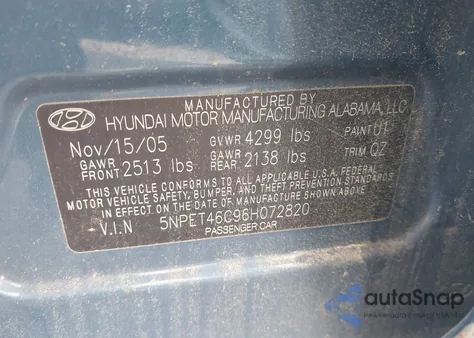 MANUFACTURED BY
HYUNDAI MOTOR MANUFACTURING ALABAMA, LLC
Nov/15/05 GVWR 4299 lbs PAINT U1
GAWR FRONT 2513 lbs GAWR REAR 2138 lbs TRIM QZ
THIS VEHICLE CONFORMS TO ALL APPLICABLE U.S.A. FEDERAL
MOTOR VEHICLE SAFETY, BUMPER, AND THEFT PREVENTION STANDARDS
IN EFFECT ON THE DATE OF MANUFACTURE SHOWN ABOVE.
V.I.N 5NPET46C96H072820
PASSENGER CAR
autoSnap